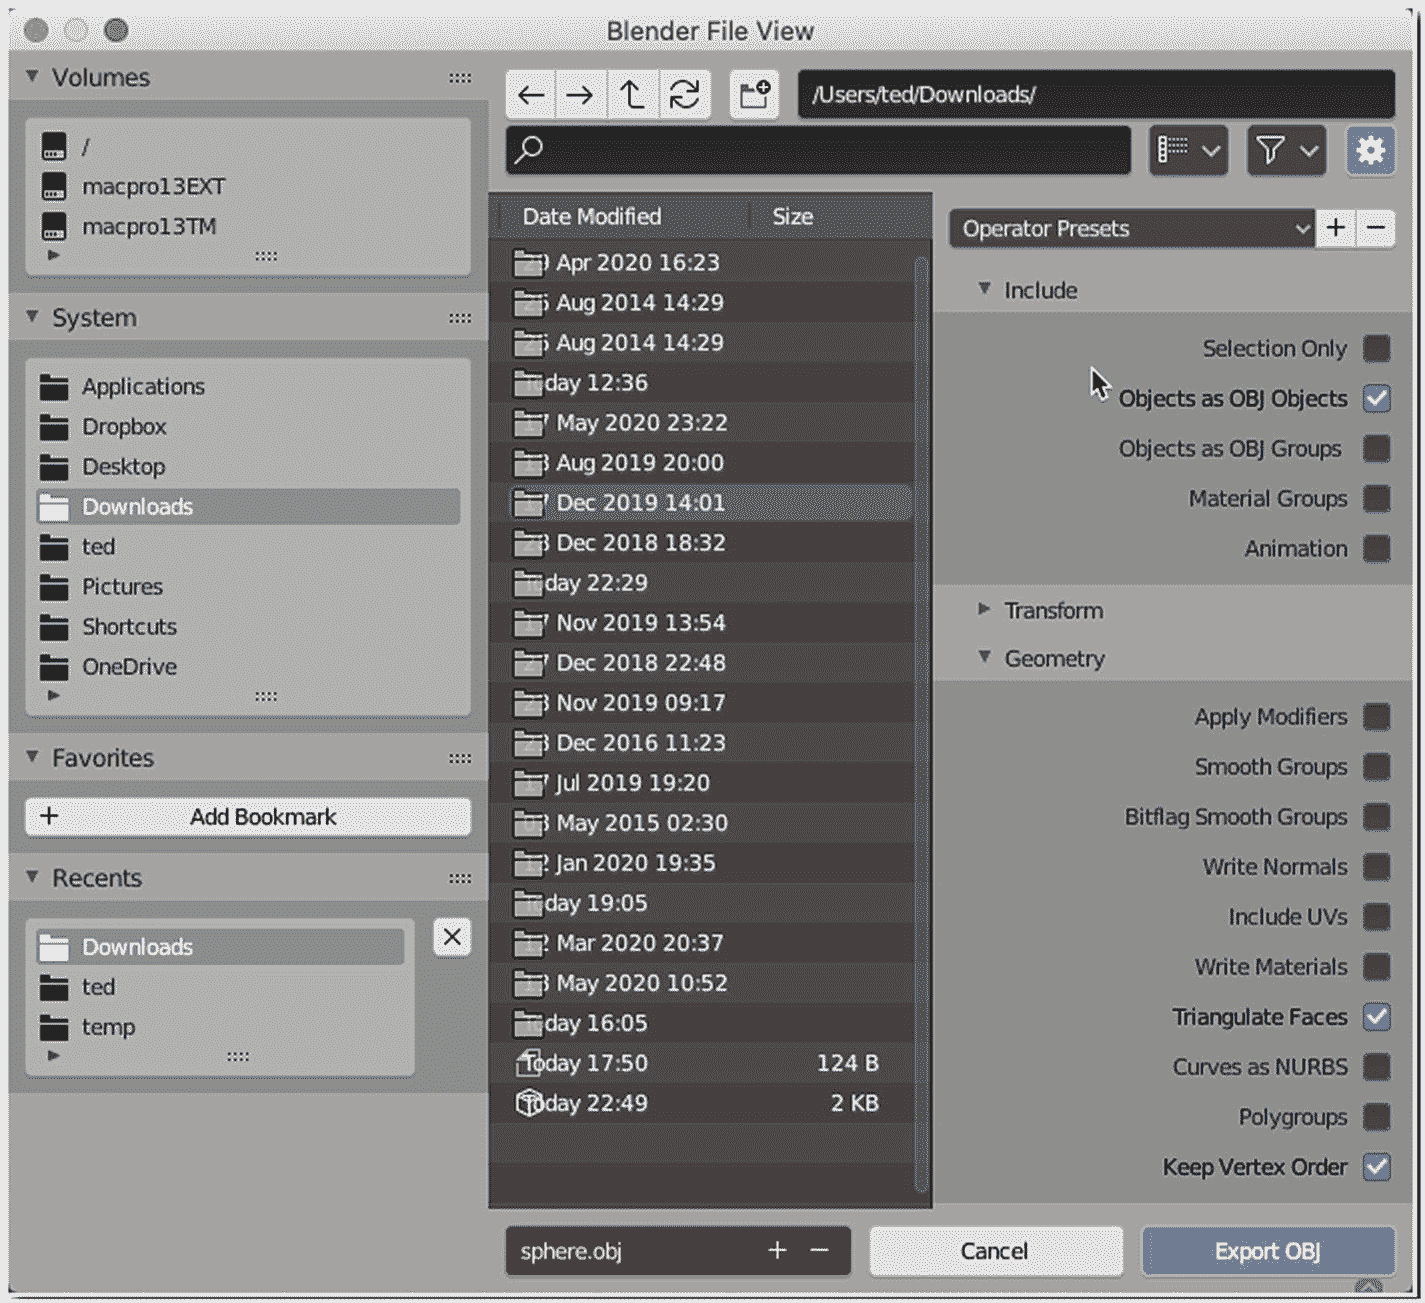 Blender File View
Volumes
/
macpro13EXT
macpro13TM
System
Applications
Dropbox
Desktop
Downloads
ted
Pictures
Shortcuts
OneDrive
Favorites
+ Add Bookmark
Recents
Downloads
ted
temp
/Users/ted/Downloads/
Date Modified Size
Apr 2020 16:23
Aug 2014 14:29
Aug 2014 14:29
day 12:36
May 2020 23:22
Aug 2019 20:00
Dec 2019 14:01
Dec 2018 18:32
day 22:29
Nov 2019 13:54
Dec 2018 22:48
Nov 2019 09:17
Dec 2016 11:23
Jul 2019 19:20
May 2015 02:30
Jan 2020 19:35
day 19:05
Mar 2020 20:37
May 2020 10:52
day 16:05
Today 17:50 124 B
Today 22:49 2 KB
sphere.obj + −
Operator Presets + −
Include
Selection Only
Objects as OBJ Objects
Objects as OBJ Groups
Material Groups
Animation
Transform
Geometry
Apply Modifiers
Smooth Groups
Bitflag Smooth Groups
Write Normals
Include UVs
Write Materials
Triangulate Faces
Curves as NURBS
Polygroups
Keep Vertex Order
Cancel
Export OBJ